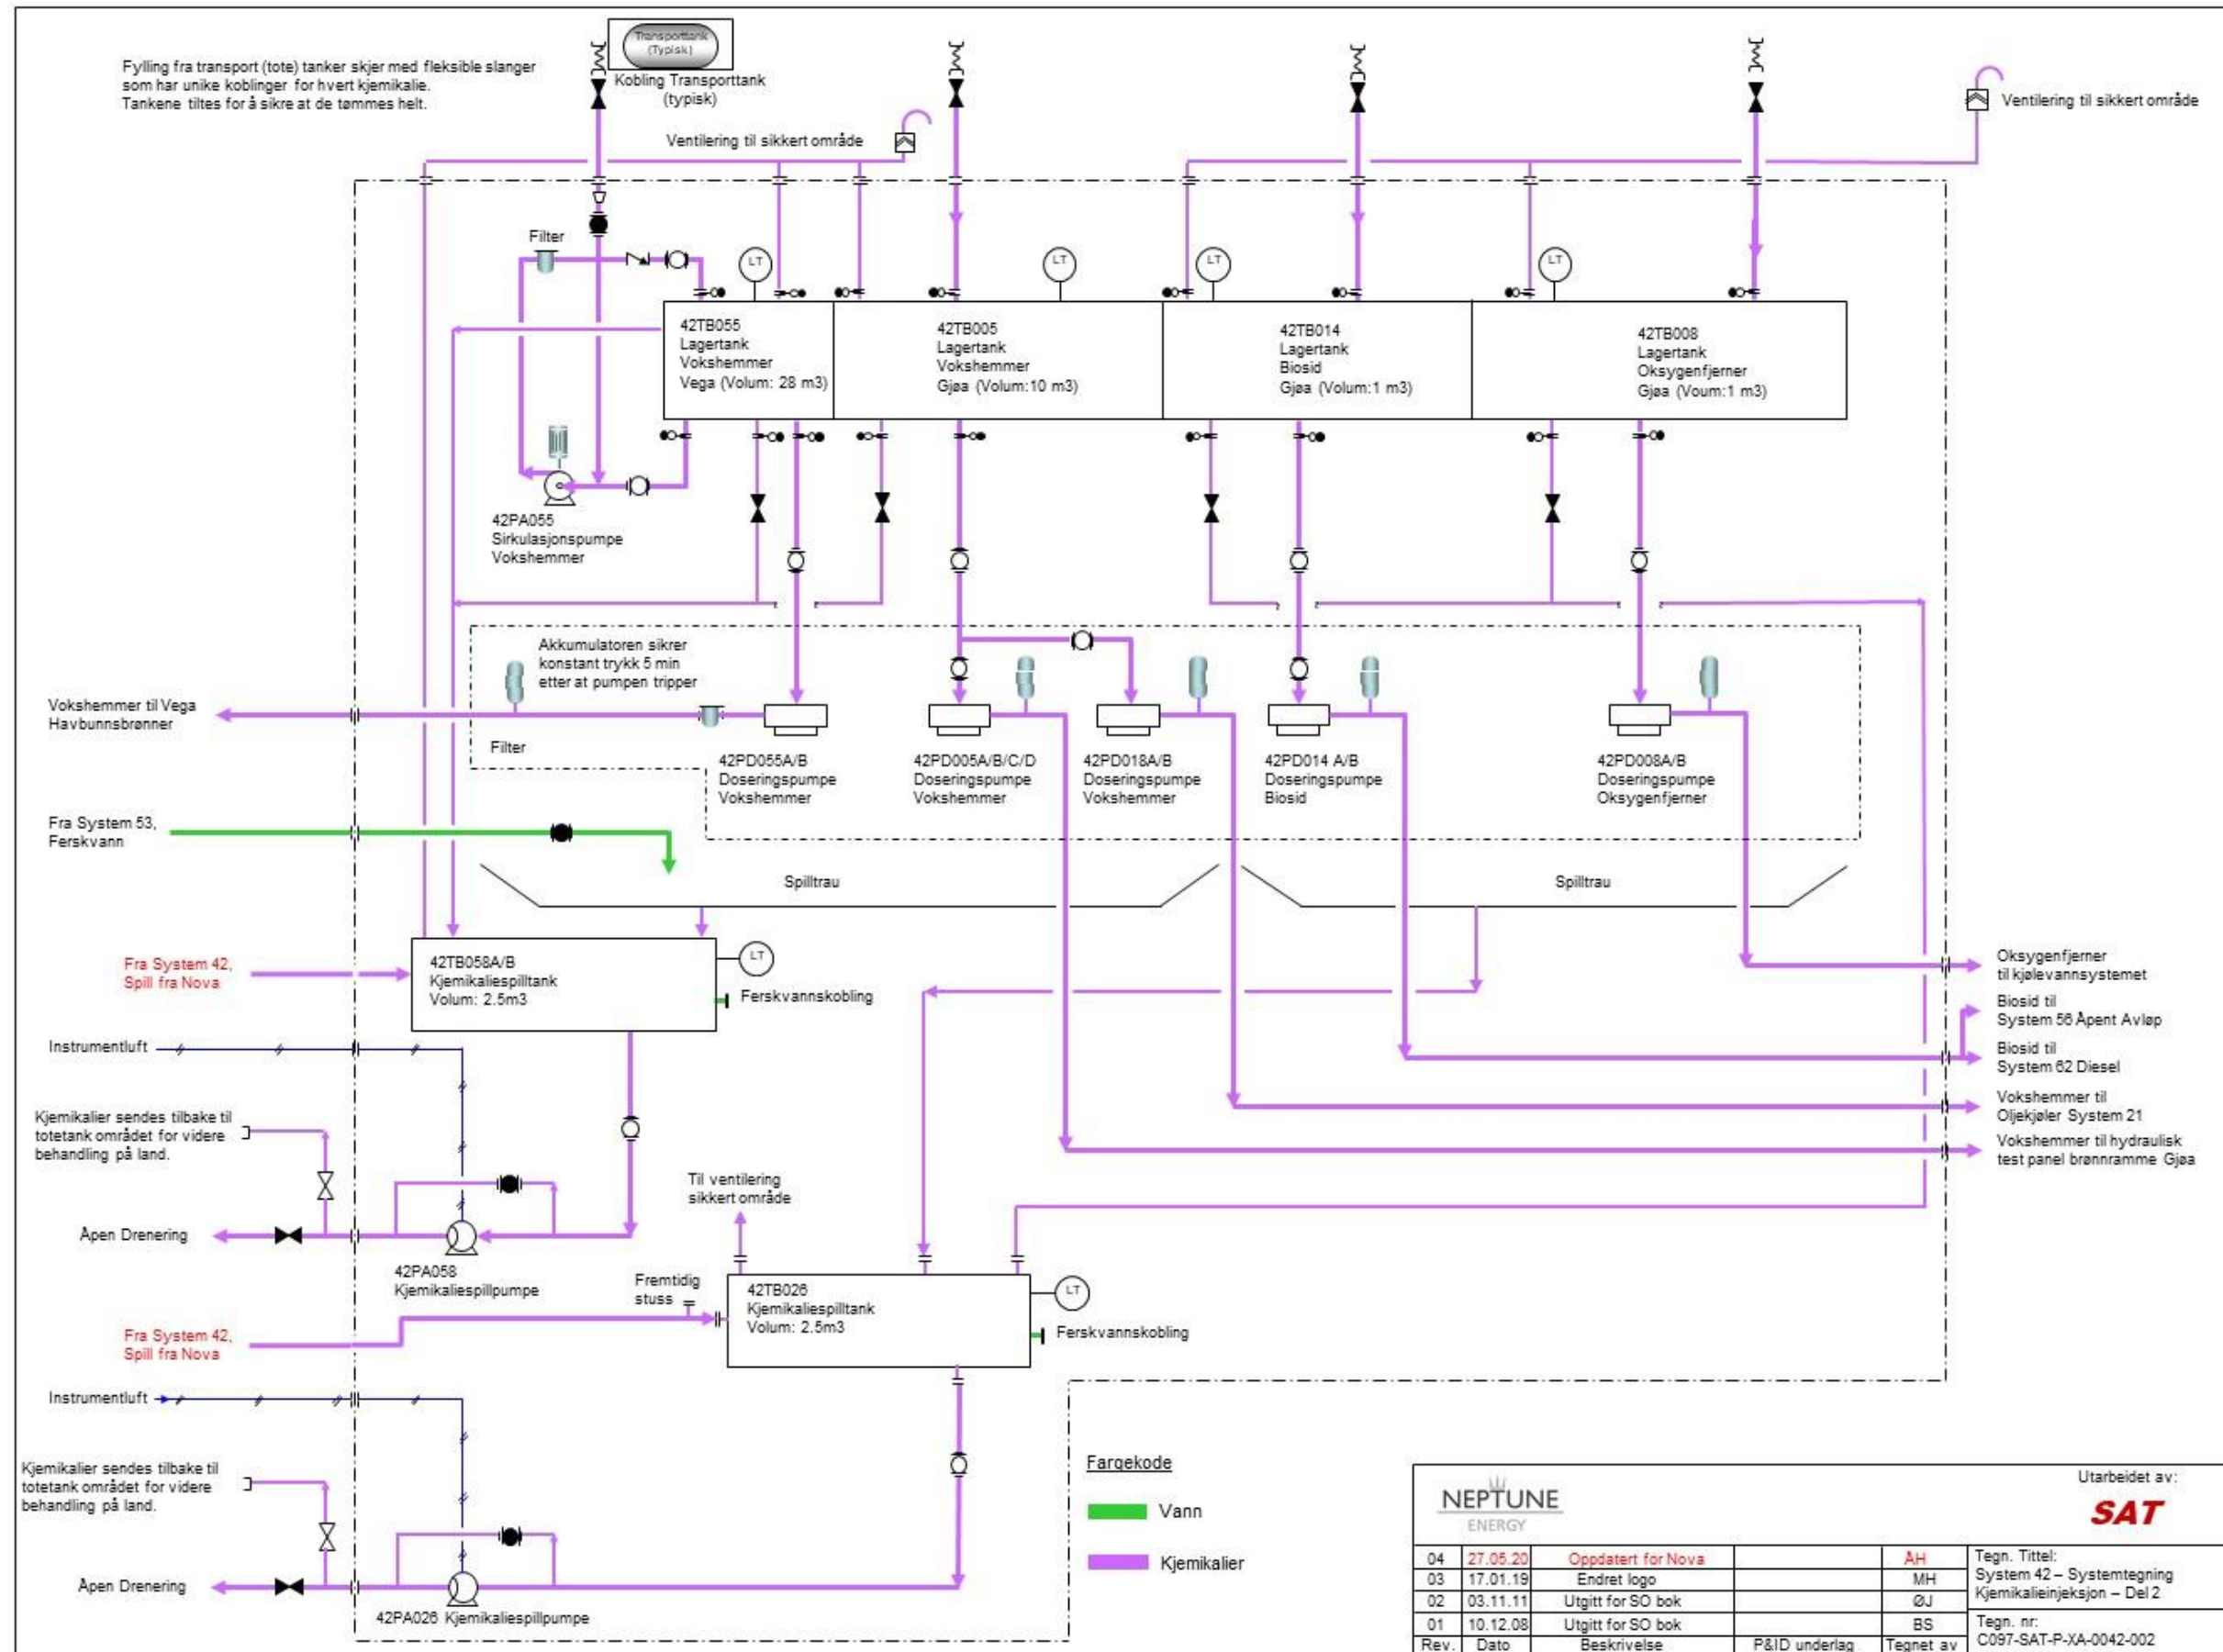 Fylling fra transport (tote) tanker skjer med fleksible slanger
som har unike koblinger for hvert kjemikalie.
Tankene tiltes for å sikre at de tømmes helt.
Transporttank
(Typisk)
Kobling Transporttank
(typisk)
Ventilering til sikkert område
Ventilering til sikkert område
Filter
LT
LT
LT
LT
42TB055
Lagertank
Vokshemmer
Vega (Volum: 28 m3)
42TB005
Lagertank
Vokshemmer
Gjøa (Volum:10 m3)
42TB014
Lagertank
Biosid
Gjøa (Volum:1 m3)
42TB008
Lagertank
Oksygenfjerner
Gjøa (Voum:1 m3)
42PA055
Sirkulasjonspumpe
Vokshemmer
Akkumulatoren sikrer
konstant trykk 5 min
etter at pumpen tripper
Vokshemmer til Vega
Havbunnsbrønner
Filter
42PD055A/B
Doseringspumpe
Vokshemmer
42PD005A/B/C/D
Doseringspumpe
Vokshemmer
42PD018A/B
Doseringspumpe
Vokshemmer
42PD014 A/B
Doseringspumpe
Biosid
42PD008A/B
Doseringspumpe
Oksygenfjerner
Fra System 53,
Ferskvann
Spilltrau
Spilltrau
Fra System 42,
Spill fra Nova
42TB058A/B
Kjemikaliespilltank
Volum: 2.5m3
LT
Ferskvannskobling
Oksygenfjerner
til kjølevannsystemet
Biosid til
System 56 Åpent Avløp
Biosid til
System 62 Diesel
Vokshemmer til
Oljekjøler System 21
Vokshemmer til hydraulisk
test panel brønnramme Gjøa
Instrumentluft
Kjemikalier sendes tilbake til
totetank området for videre
behandling på land.
Åpen Drenering
42PA058
Kjemikaliespillpumpe
Til ventilering
sikkert område
Fremtidig
stuss
42TB026
Kjemikaliespilltank
Volum: 2.5m3
LT
Ferskvannskobling
Fra System 42,
Spill fra Nova
Instrumentluft
Kjemikalier sendes tilbake til
totetank området for videre
behandling på land.
Åpen Drenering
42PA026 Kjemikaliespillpumpe
Fargekode
Vann
Kjemikalier
NEPTUNE
ENERGY
Utarbeidet av:
SAT
04 27.05.20 Oppdatert for Nova ÅH
03 17.01.19 Endret logo MH
02 03.11.11 Utgitt for SO bok ØJ
01 10.12.08 Utgitt for SO bok BS
Rev. Dato Beskrivelse P&ID underlag Tegnet av
Tegn. Tittel:
System 42 – Systemtegning
Kjemikalieinjeksjon – Del 2
Tegn. nr:
C097-SAT-P-XA-0042-002